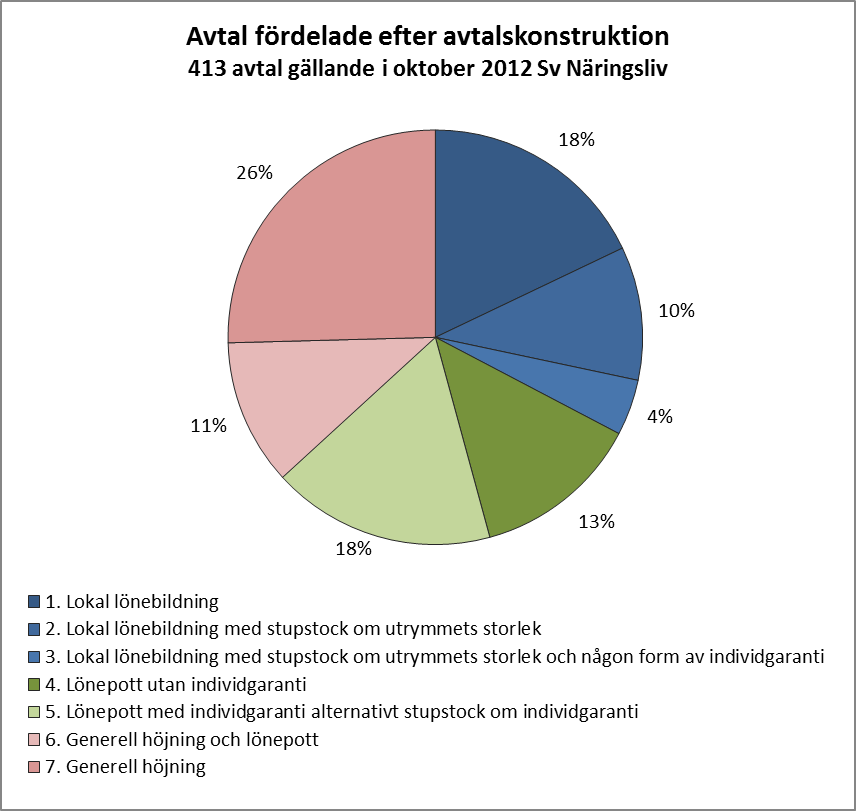 Avtal fördelade efter avtalskonstruktion
413 avtal gällande i oktober 2012 Sv Näringsliv
18%
26%
10%
4%
11%
13%
18%
1. Lokal lönebildning
2. Lokal lönebildning med stupstock om utrymmets storlek
3. Lokal lönebildning med stupstock om utrymmets storlek och någon form av individgaranti
4. Lönepott utan individgaranti
5. Lönepott med individgaranti alternativt stupstock om individgaranti
6. Generell höjning och lönepott
7. Generell höjning